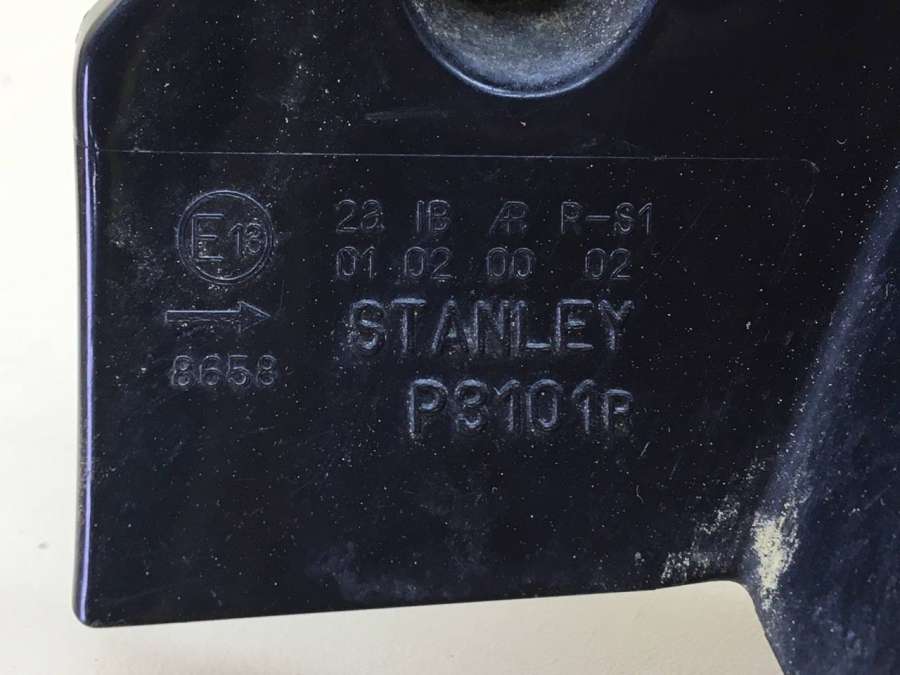 E13
2a IB AR R-S1
01 02 00 02
STANLEY
8658
P3101R